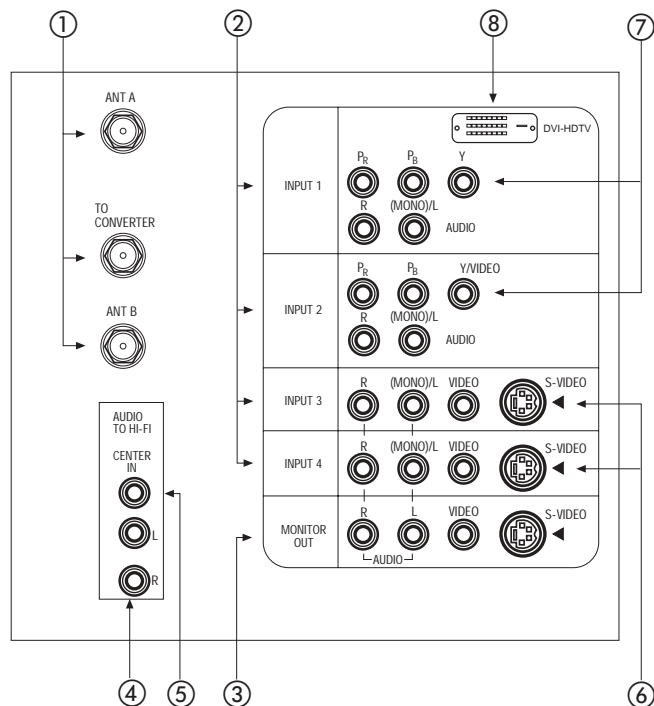 ① ② ⑧ ⑦
ANT A
TO
CONVERTER
ANT B
AUDIO
TO HI-FI
CENTER
IN
L
R
DVI-HDTV
INPUT 1
PR PB Y
R (MONO)/L AUDIO
INPUT 2
PR PB Y/VIDEO
R (MONO)/L AUDIO
INPUT 3
R (MONO)/L VIDEO S-VIDEO
INPUT 4
R (MONO)/L VIDEO S-VIDEO
MONITOR
OUT
R L VIDEO S-VIDEO
AUDIO
④ ⑤ ③ ⑥